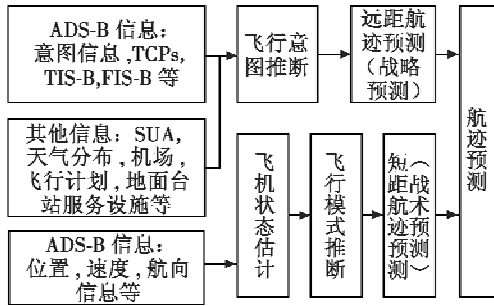 ADS-B 信息：
意图信息,TCPs,
TIS-B,FIS-B 等
飞行意
图推断
远距航
迹预测
(战略
预测)
其他信息：SUA,
天气分布,机场,
飞行计划,地面台
站服务设施等
ADS-B 信息：
位置,速度,航向
信息等
飞机状态估计
飞行模式推断
短距航迹预测
(战术预测)
航迹预测